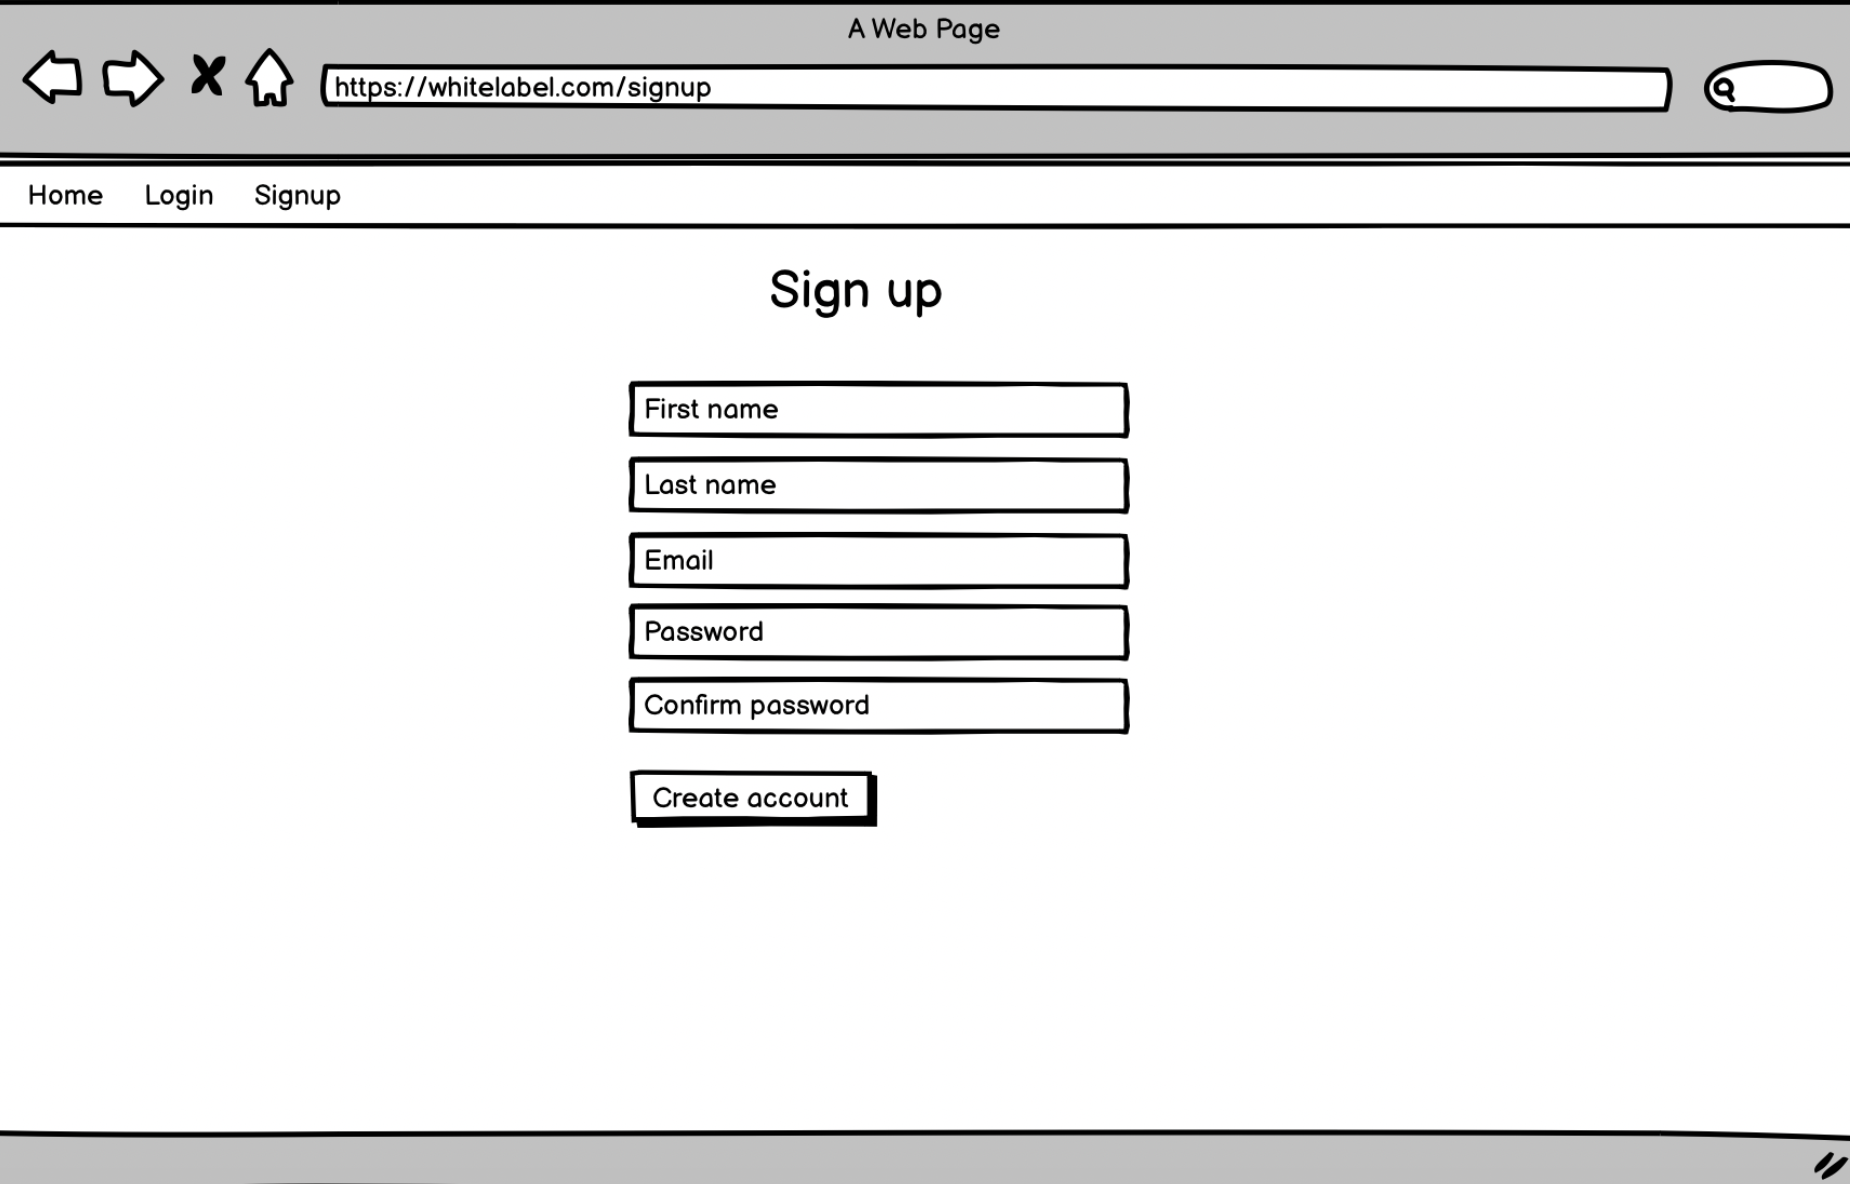 A Web Page
https://whitelabel.com/signup
Home Login Signup
Sign up
First name
Last name
Email
Password
Confirm password
Create account